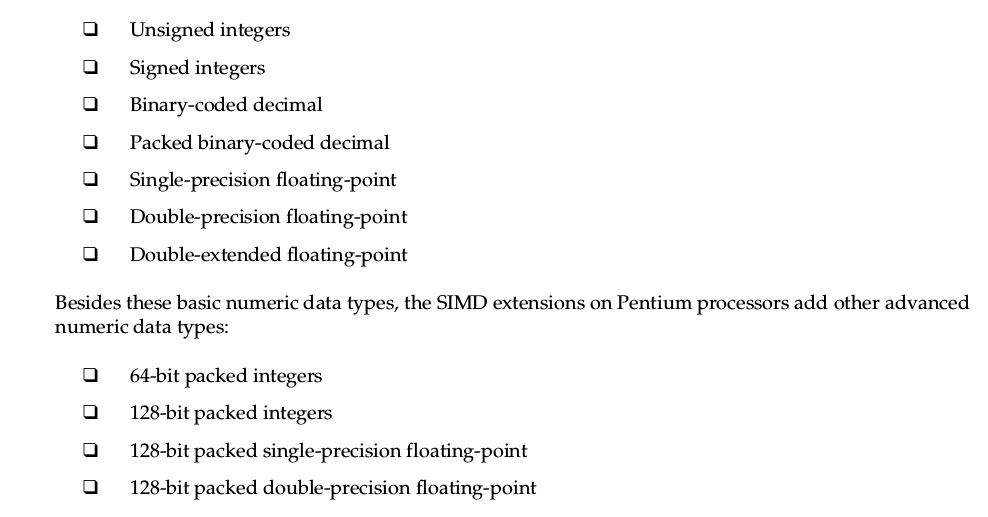 ❑ Unsigned integers
❑ Signed integers
❑ Binary-coded decimal
❑ Packed binary-coded decimal
❑ Single-precision floating-point
❑ Double-precision floating-point
❑ Double-extended floating-point
Besides these basic numeric data types, the SIMD extensions on Pentium processors add other advanced
numeric data types:
❑ 64-bit packed integers
❑ 128-bit packed integers
❑ 128-bit packed single-precision floating-point
❑ 128-bit packed double-precision floating-point